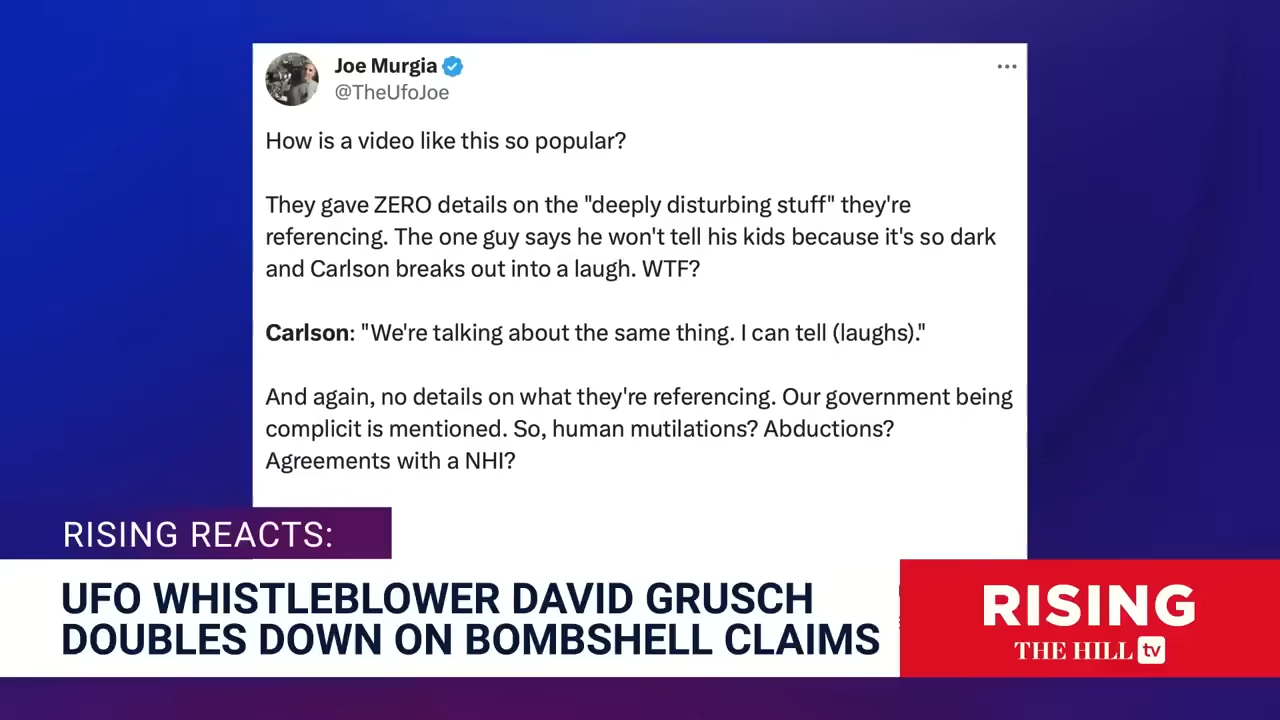 Joe Murgia
@TheUfoJoe
How is a video like this so popular?
They gave ZERO details on the "deeply disturbing stuff" they're
referencing. The one guy says he won't tell his kids because it's so dark
and Carlson breaks out into a laugh. WTF?
Carlson: "We're talking about the same thing. I can tell (laughs)."
And again, no details on what they're referencing. Our government being
complicit is mentioned. So, human mutilations? Abductions?
Agreements with a NHI?
RISING REACTS:
UFO WHISTLEBLOWER DAVID GRUSCH
DOUBLES DOWN ON BOMBSHELL CLAIMS
RISING
THE HILL tv